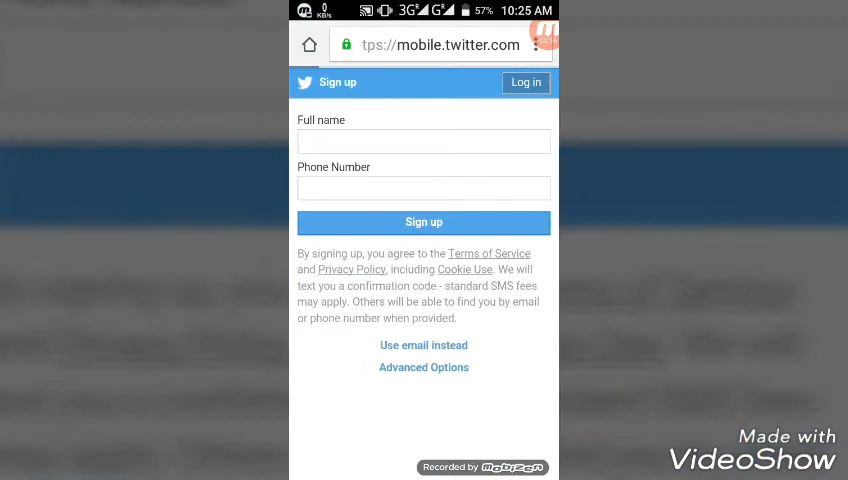 0
KB/s
3G R G R 57% 10:25 AM
tps://mobile.twitter.com
Sign up
Log in
Full name
Phone Number
Sign up
By signing up, you agree to the Terms of Service
and Privacy Policy, including Cookie Use. We will
text you a confirmation code - standard SMS fees
may apply. Others will be able to find you by email
or phone number when provided.
Use email instead
Advanced Options
Recorded by mobizen
Made with
VideoShow